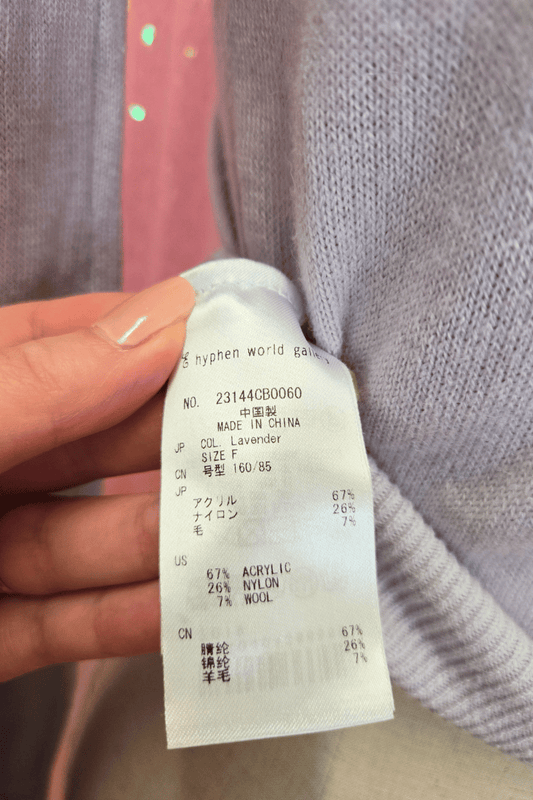 hyphen world gallery
NO. 23144CB0060
中国製
MADE IN CHINA
JP COL. Lavender
SIZE F
CN 号型 160/85
JP
アクリル 67%
ナイロン 26%
毛 7%
US
67% ACRYLIC
26% NYLON
7% WOOL
CN
腈纶 67%
锦纶 26%
羊毛 7%